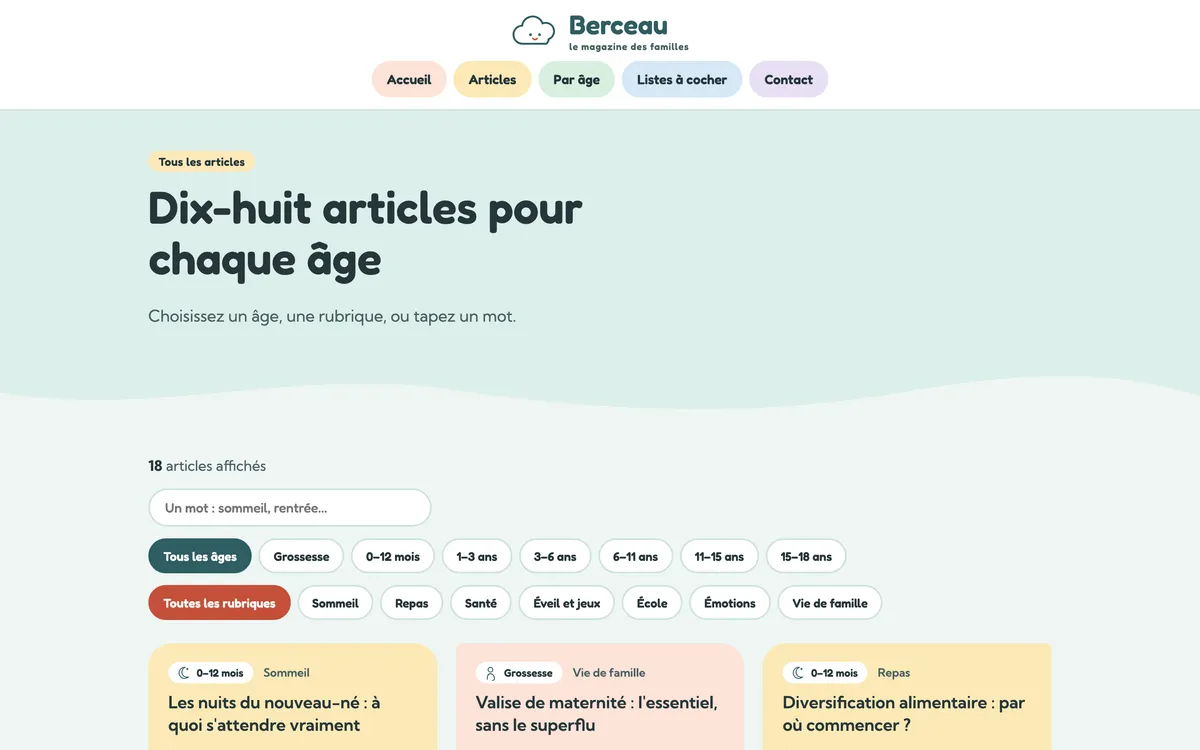 Berceau
le magazine des familles
Accueil Articles Par âge Listes à cocher Contact
Tous les articles
Dix-huit articles pour
chaque âge
Choisissez un âge, une rubrique, ou tapez un mot.
18 articles affichés
Un mot : sommeil, rentrée...
Tous les âges Grossesse 0–12 mois 1–3 ans 3–6 ans 6–11 ans 11–15 ans 15–18 ans
Toutes les rubriques Sommeil Repas Santé Éveil et jeux École Émotions Vie de famille
0–12 mois Sommeil
Les nuits du nouveau-né : à
quoi s'attendre vraiment
Grossesse Vie de famille
Valise de maternité : l'essentiel,
sans le superflu
0–12 mois Repas
Diversification alimentaire : par
où commencer ?